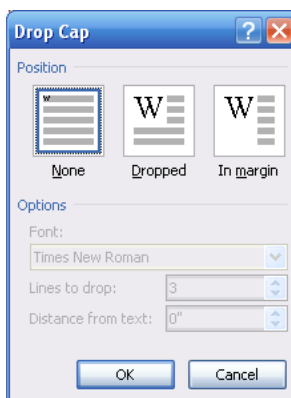 Drop Cap
Position
W W W
None Dropped In margin
Options
Font:
Times New Roman
Lines to drop: 3
Distance from text: 0"
OK Cancel